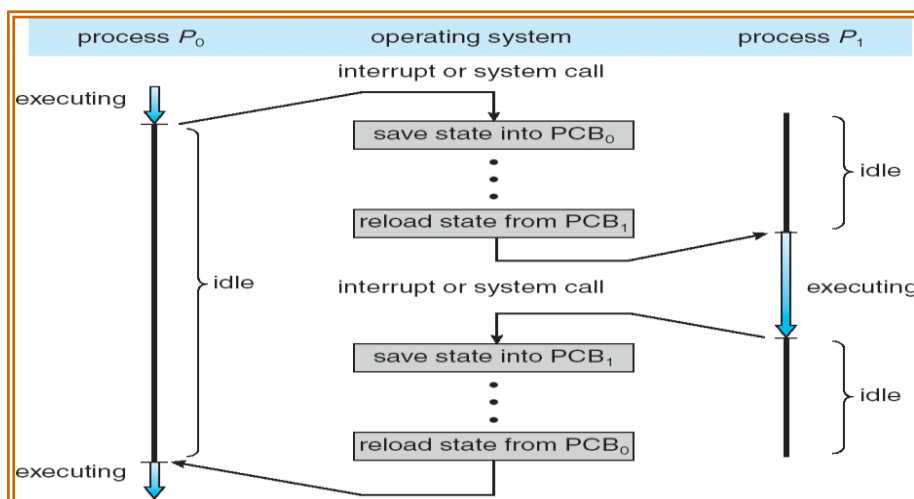 process P₀ operating system process P₁
interrupt or system call
executing
save state into PCB₀
idle
reload state from PCB₁
idle
interrupt or system call
executing
save state into PCB₁
idle
reload state from PCB₀
executing